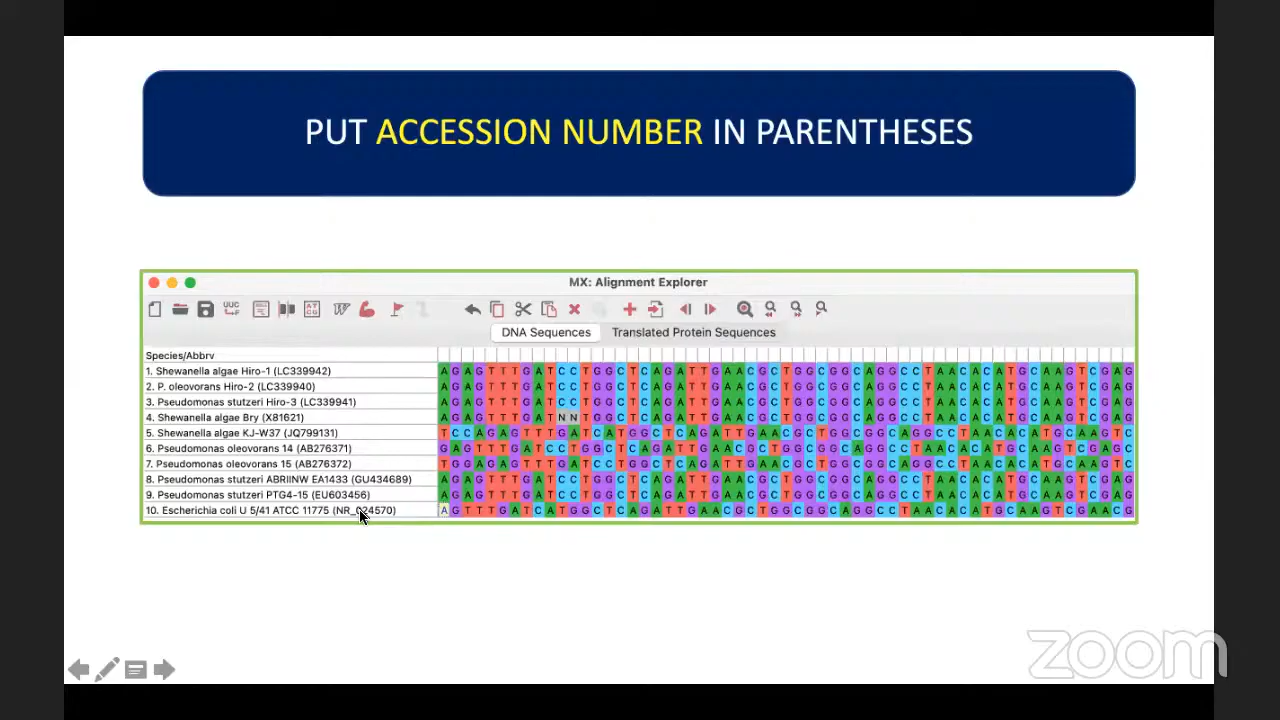 PUT ACCESSION NUMBER IN PARENTHESES
MX: Alignment Explorer
DNA Sequences Translated Protein Sequences
Species/Abbrv
1. Shewanella algae Hiro-1 (LC339942) A G A G T T T G A T C C T G G C T C A G A T T G A A C G C T G G C G G C A G G C C T A A C A C A T G C A A G T C G A G
2. P. oleovorans Hiro-2 (LC339940) A G A G T T T G A T C C T G G C T C A G A T T G A A C G C T G G C G G C A G G C C T A A C A C A T G C A A G T C G A G
3. Pseudomonas stutzeri Hiro-3 (LC339941) A G A G T T T G A T C C T G G C T C A G A T T G A A C G C T G G C G G C A G G C C T A A C A C A T G C A A G T C G A G
4. Shewanella algae Bry (X81621) A G A G T T T G A T N N T G G C T C A G A T T G A A C G C T G G C G G C A G G C C T A A C A C A T G C A A G T C G A G
5. Shewanella algae KJ-W37 (JQ799131) T C C A G A G T T T G A T C A T G G C T C A G A T T G A A C G C T G G C G G C A G G C C T A A C A C A T G C A A G T C
6. Pseudomonas oleovorans 14 (AB276371) G A G T T T G A T C C T G G C T C A G A T T G A A C G C T G G C G G C A G G C C T A A C A C A T G C A A G T C G A G C
7. Pseudomonas oleovorans 15 (AB276372) T G G A G A G T T T G A T C C T G G C T C A G A T T G A A C G C T G G C G G C A G G C C T A A C A C A T G C A A G T C
8. Pseudomonas stutzeri ABRIINW EA1433 (GU434689) A G A G T T T G A T C C T G G C T C A G A T T G A A C G C T G G C G G C A G G C C T A A C A C A T G C A A G T C G A G
9. Pseudomonas stutzeri PTG4-15 (EU603456) A G A G T T T G A T C C T G G C T C A G A T T G A A C G C T G G C G G C A G G C C T A A C A C A T G C A A G T C G A G
10. Escherichia coli U 5/41 ATCC 11775 (NR_024570) A G T T T G A T C A T G G C T C A G A T T G A A C G C T G G C G G C A G G C C T A A C A C A T G C A A G T C G A A C G
zoom